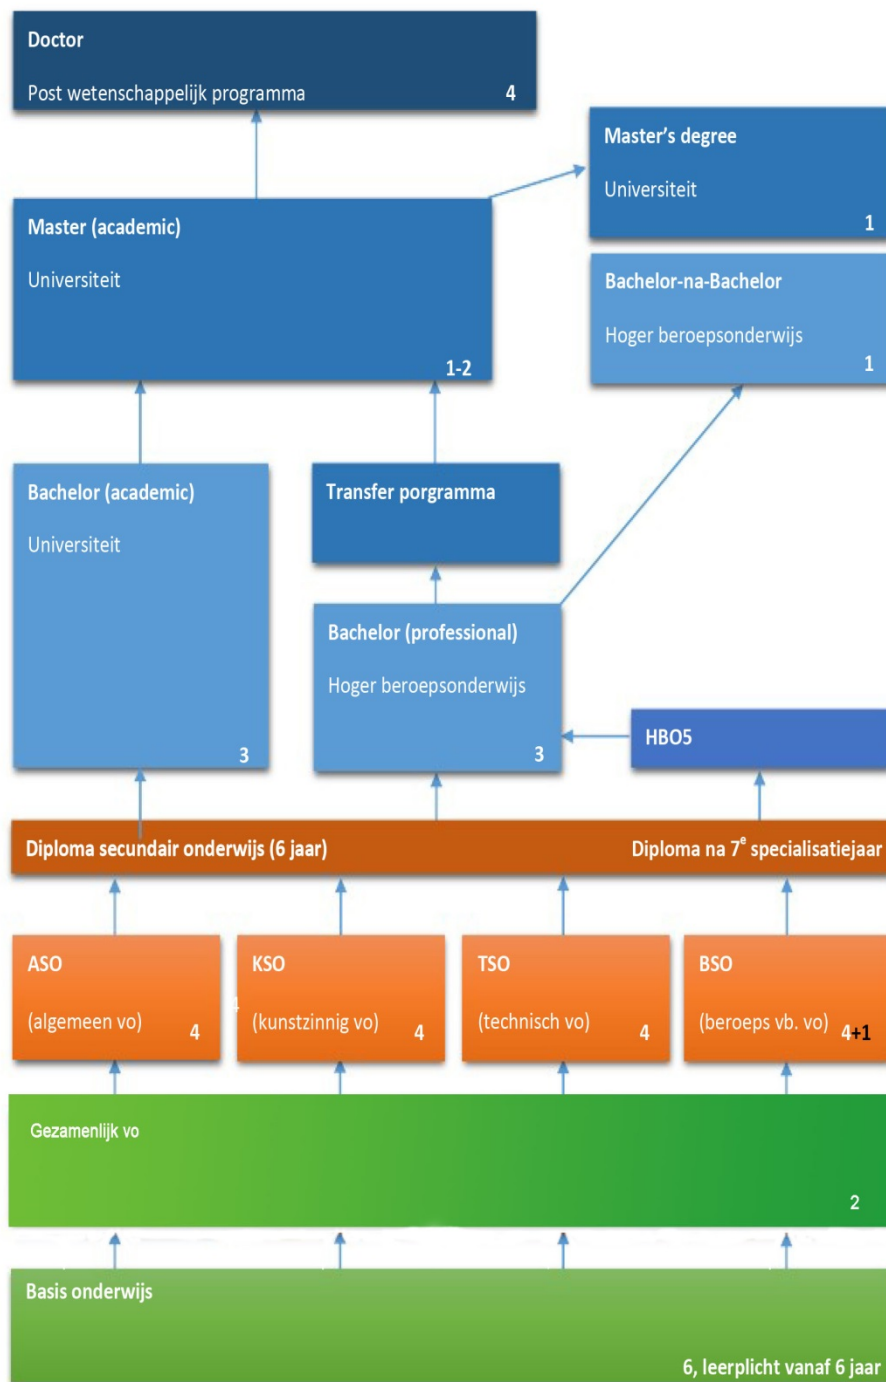 Doctor
Post wetenschappelijk programma 4
Master's degree
Universiteit
1
Master (academic)
Universiteit
1-2
Bachelor-na-Bachelor
Hoger beroepsonderwijs
1
Bachelor (academic)
Universiteit
3
Transfer porgramma
Bachelor (professional)
Hoger beroepsonderwijs
3
HBO5
Diploma secundair onderwijs (6 jaar) Diploma na 7e specialisatiejaar
ASO
(algemeen vo) 4
4
KSO
(kunstzinnig vo) 4
TSO
(technisch vo) 4
BSO
(beroeps vb. vo) 4+1
Gezamenlijk vo
2
Basis onderwijs
6, leerplicht vanaf 6 jaar